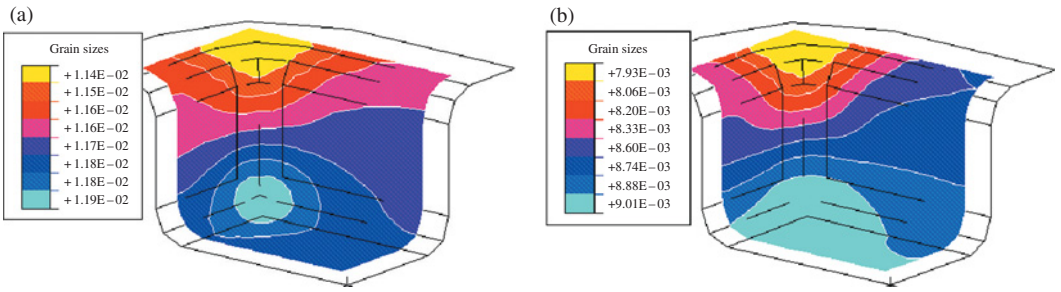 (a)
Grain sizes
+1.14E−02
+1.15E−02
+1.16E−02
+1.16E−02
+1.17E−02
+1.18E−02
+1.18E−02
+1.19E−02
(b)
Grain sizes
+7.93E−03
+8.06E−03
+8.20E−03
+8.33E−03
+8.60E−03
+8.74E−03
+8.88E−03
+9.01E−03